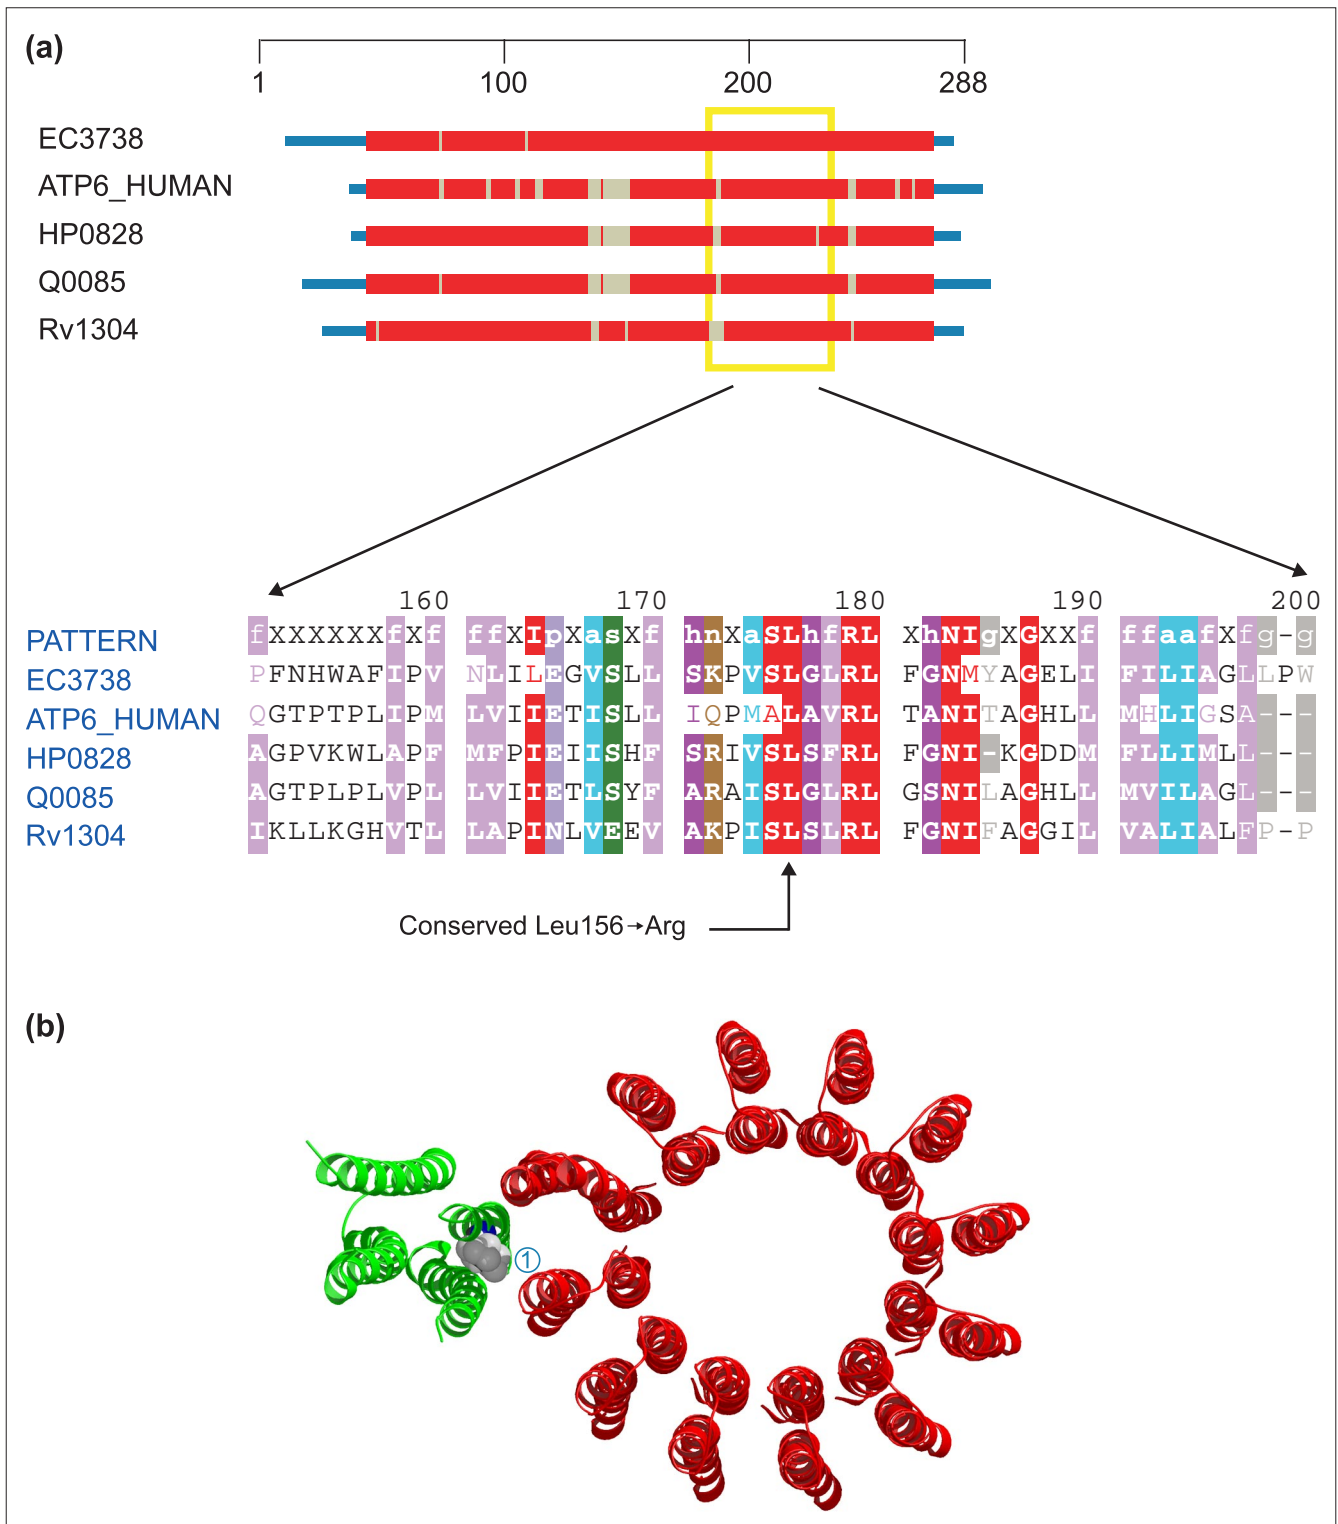 (a)
1 100 200 288
EC3738
ATP6_HUMAN
HP0828
Q0085
Rv1304
160 170 180 190 200
PATTERN fXXXXXXfXf ffXIpXasXf hnXaSLhfRL XhNIgXGXXf ffaafXfg-g
EC3738 PFNHWAFIPV NLILEGVSLL SKPVSLGLRL FGNMYAGELI FILIAGLLPW
ATP6_HUMAN QGTPTPLIPM LVIIETISLL IQPMALAVRL TANITAGHLL MHLIGSA---
HP0828 AGPVKWLAPF MFPIEIISHF SRIVSLSFRL FGNI-KGDDM FLLIMLL---
Q0085 AGTPLPLVPL LVIIETLSYF ARAISLGLRL GSNILAGHLL MVILAGL---
Rv1304 IKLLKGHVTL LAPINLVEEV AKPISLSLRL FGNIFAGGIL VALIALFP-P
Conserved Leu156→Arg
(b)
①